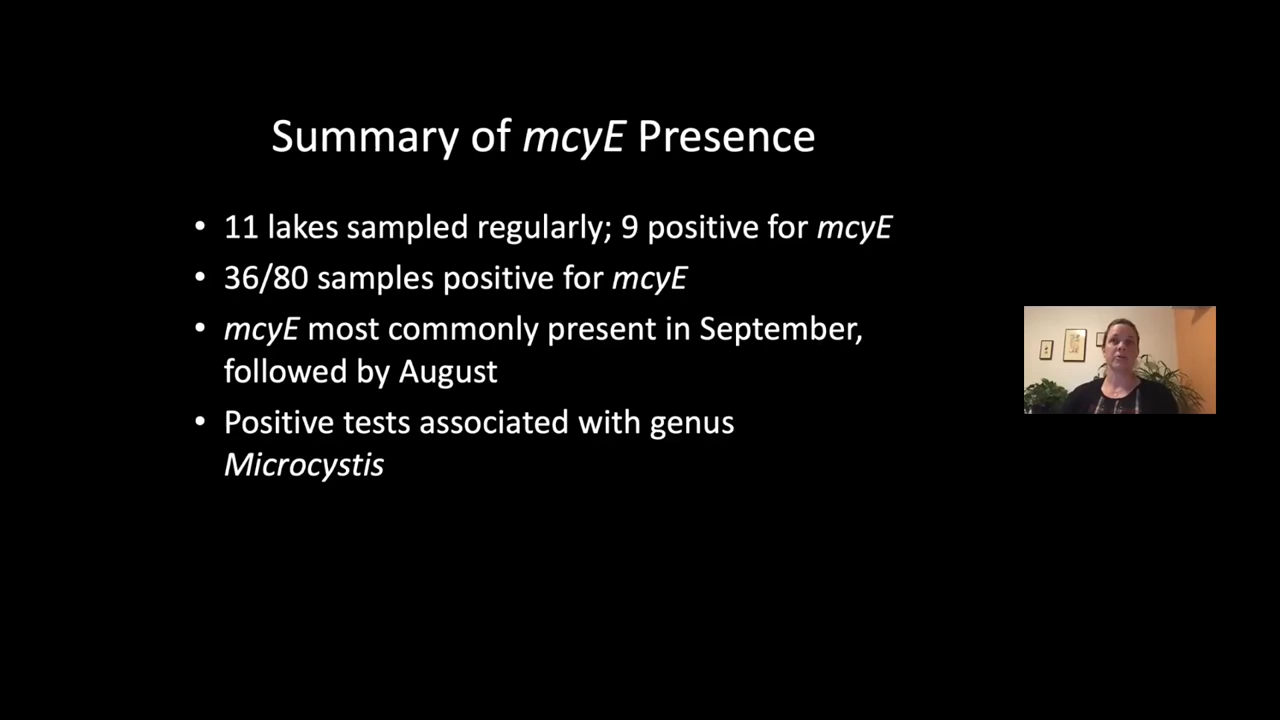 Summary of mcyE Presence
• 11 lakes sampled regularly; 9 positive for mcyE
• 36/80 samples positive for mcyE
• mcyE most commonly present in September,
followed by August
• Positive tests associated with genus
Microcystis